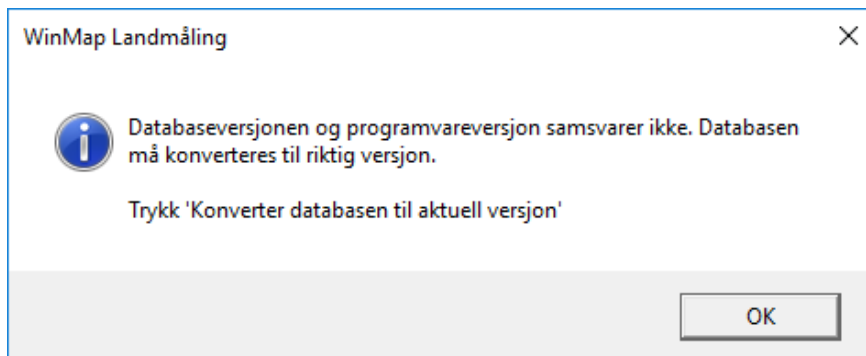 WinMap Landmåling
Databaseversjonen og programvareversjon samsvarer ikke. Databasen
må konverteres til riktig versjon.
Trykk 'Konverter databasen til aktuell versjon'
OK